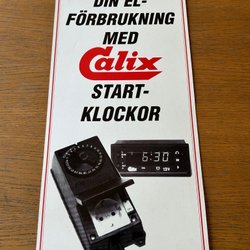 DIN EL-
FÖRBRUKNING
MED
Calix
START-
KLOCKOR
6:30